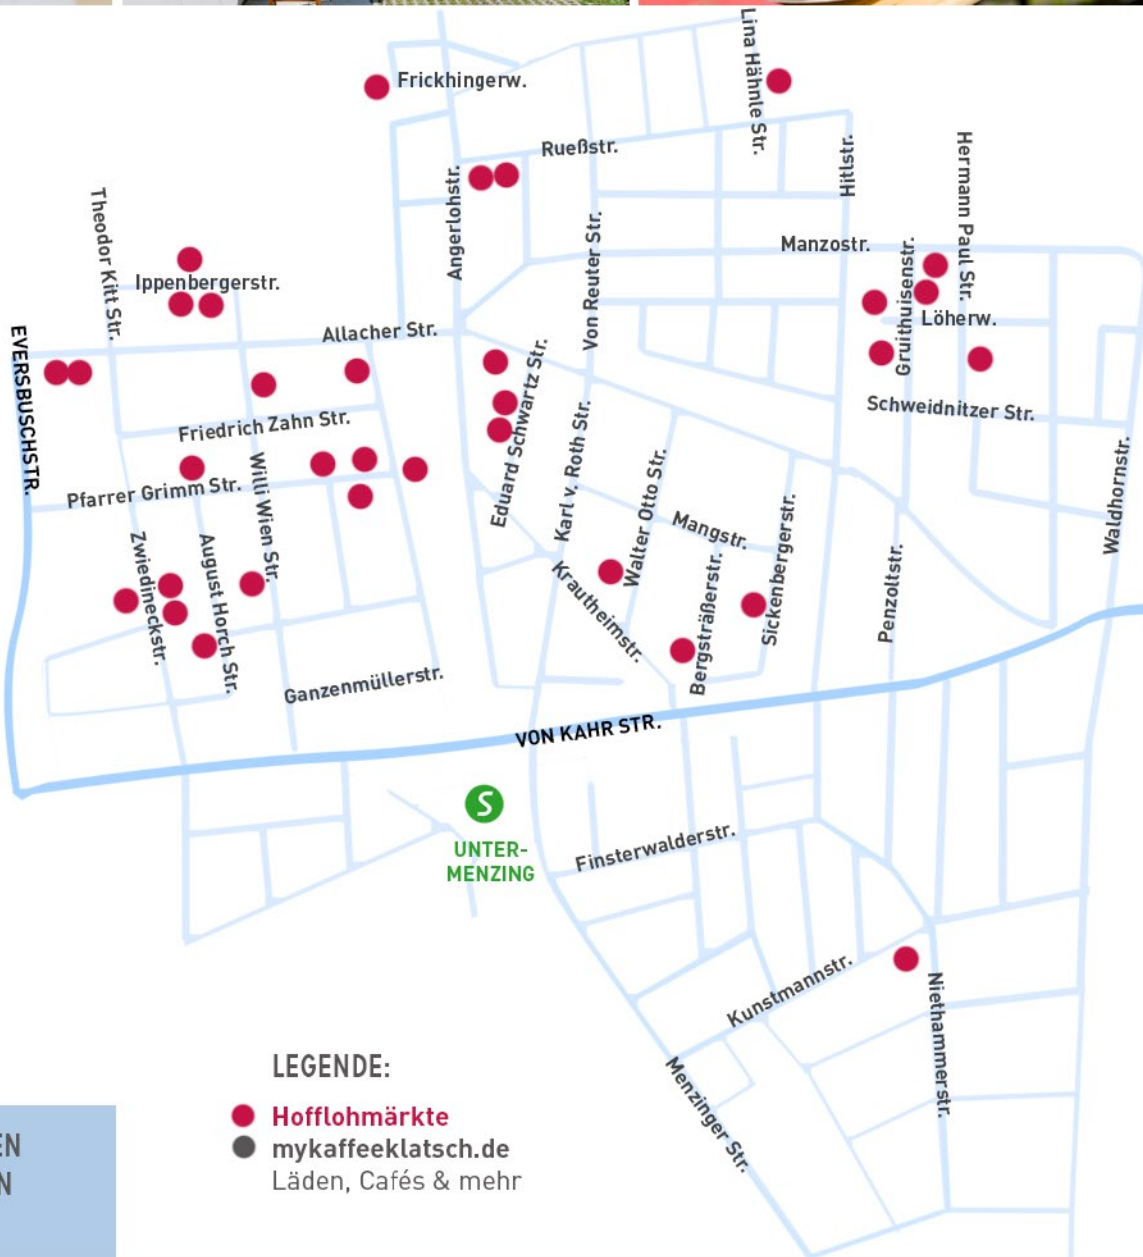 Lina Hähnle Str.
Frickhingerw.
Rueßstr.
Hitlstr.
Hermann Paul Str.
Angerlohstr.
Theodor Kitt Str.
Von Reuter Str.
Manzostr.
Gruithuisenstr.
Ippenbergerstr.
Löherw.
Allacher Str.
EVERSBUSCHSTR.
Eduard Schwartz Str.
Schweidnitzer Str.
Friedrich Zahn Str.
Karl v. Roth Str.
Waldhornstr.
Willi Wien Str.
Walter Otto Str.
Pfarrer Grimm Str.
Mangstr.
Sickenbergerstr.
Zwiedineckstr.
August Horch Str.
Krautheimstr.
Bergsträßerstr.
Penzoltstr.
Ganzenmüllerstr.
VON KAHR STR.
S
UNTER-
MENZING
Finsterwalderstr.
Kunstmannstr.
Niethammerstr.
Menzinger Str.
LEGENDE:
Hofflohmärkte
mykaffeeklatsch.de
Läden, Cafés & mehr
EN
N